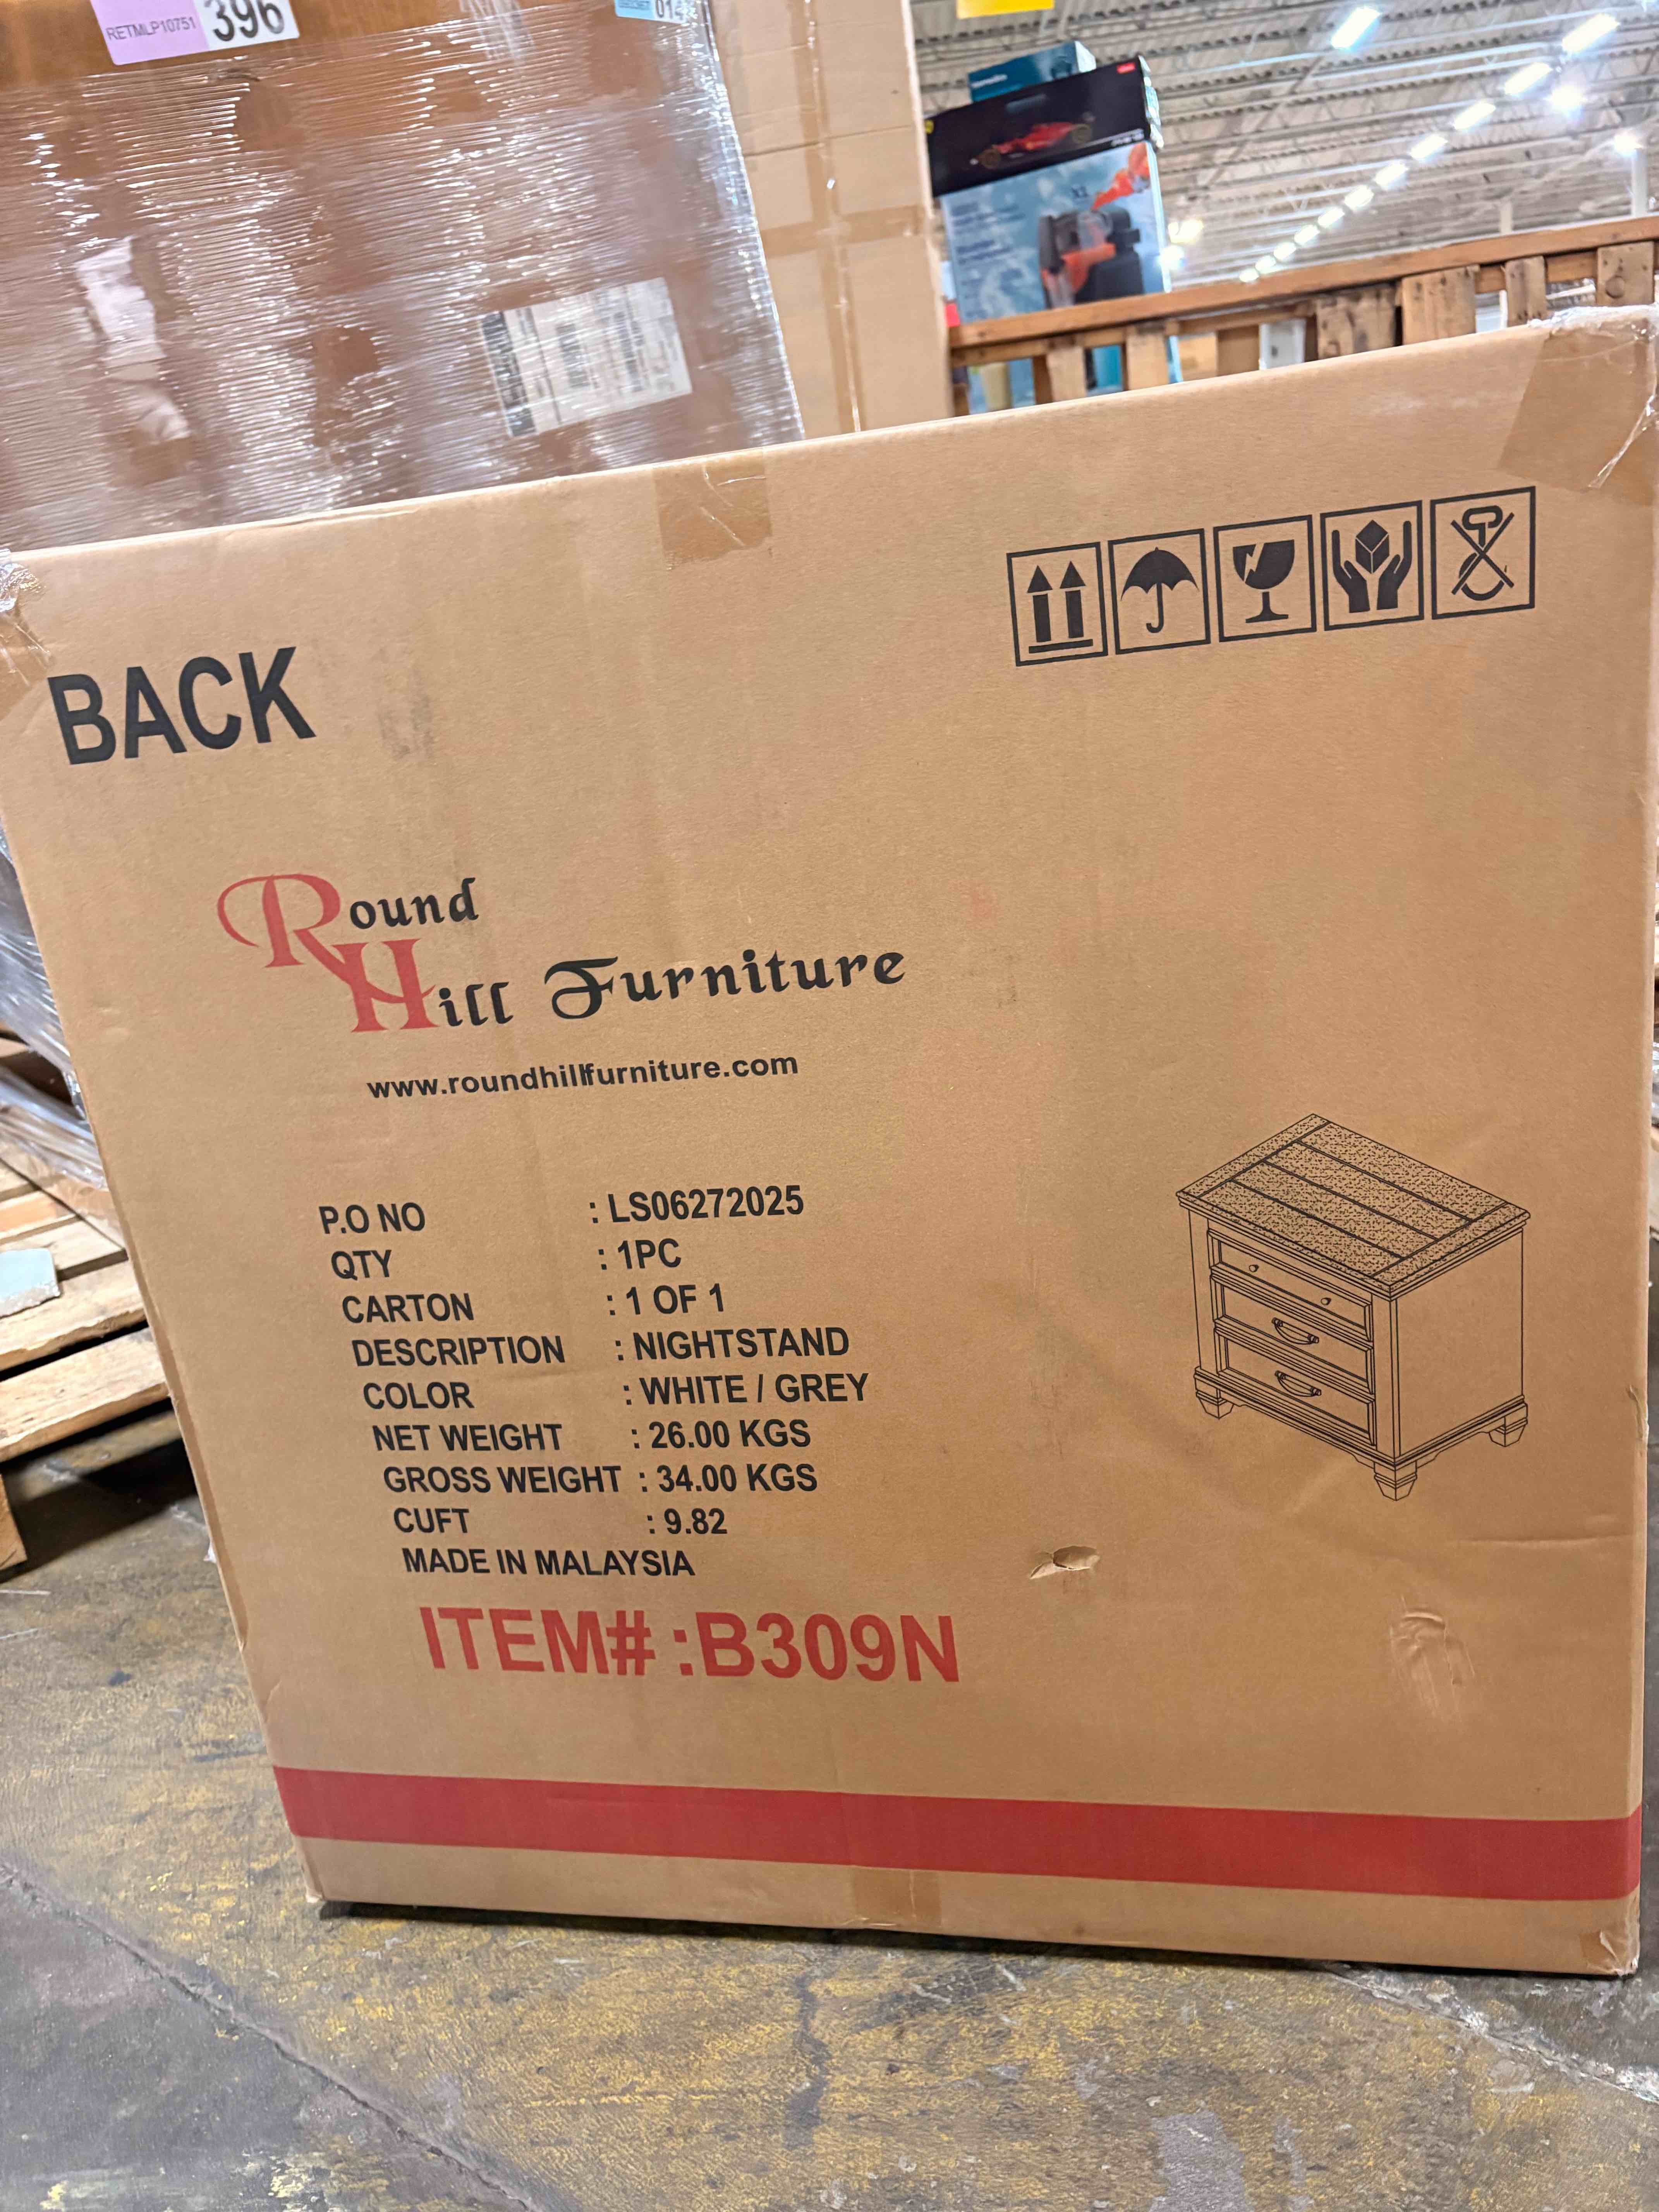 RETMLP10751 396
014
X1
BACK
Round
Hill Furniture
www.roundhillfurniture.com
P.O NO : LS06272025
QTY : 1PC
CARTON : 1 OF 1
DESCRIPTION : NIGHTSTAND
COLOR : WHITE / GREY
NET WEIGHT : 26.00 KGS
GROSS WEIGHT : 34.00 KGS
CUFT : 9.82
MADE IN MALAYSIA
ITEM# :B309N